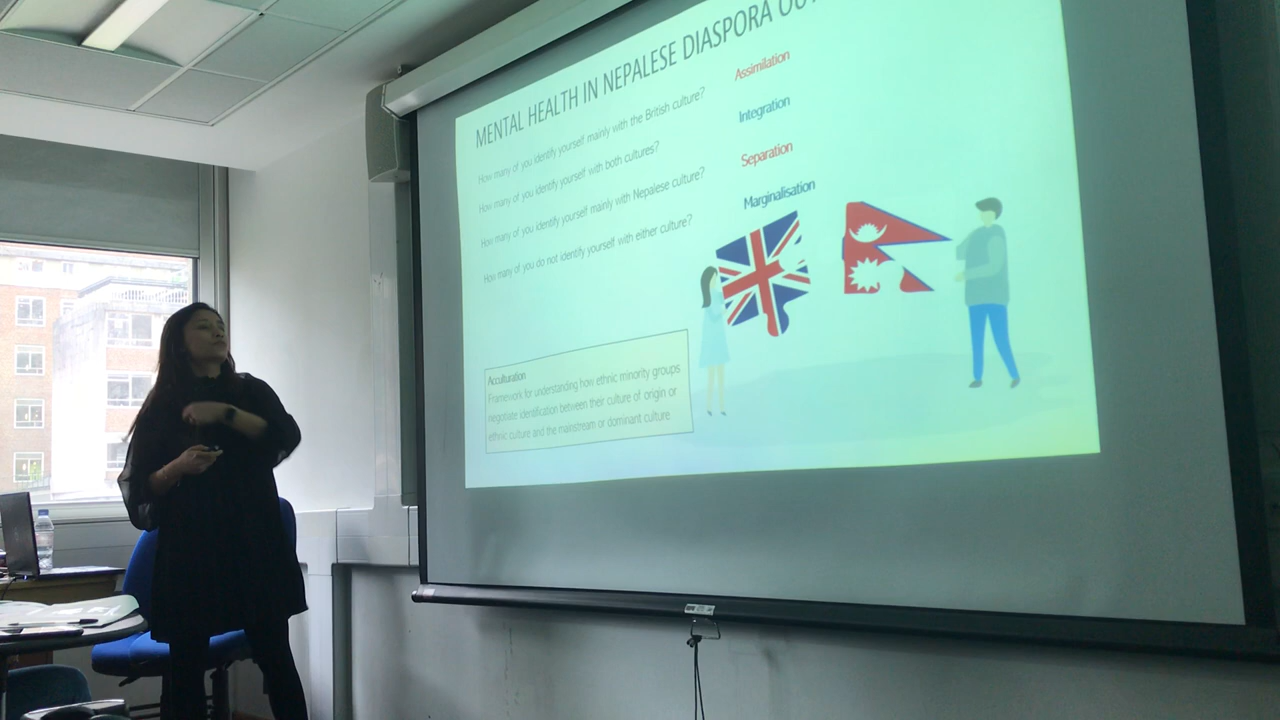 MENTAL HEALTH IN NEPALESE DIASPORA
How many of you identify yourself mainly with the British culture?
Assimilation
How many of you identify yourself with both cultures?
Integration
How many of you identify yourself mainly with Nepalese culture?
Separation
How many of you do not identify yourself with either culture?
Marginalisation
Acculturation
Framework for understanding how ethnic minority groups
negotiate identification between their culture of origin or
ethnic culture and the mainstream or dominant culture